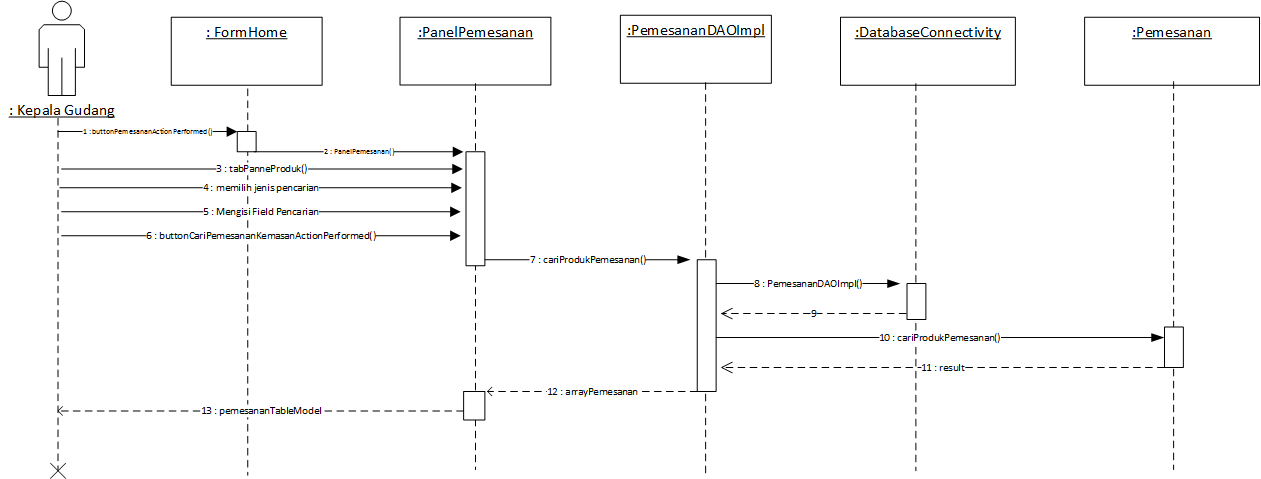 : FormHome
:PanelPemesanan
:PemesananDAOImpl
:DatabaseConnectivity
:Pemesanan
: Kepala Gudang
1 : buttonPemesananActionPerformed()
2 : PanelPemesanan()
3 : tabPanneProduk()
4 : memilih jenis pencarian
5 : Mengisi Field Pencarian
6 : buttonCariPemesananKemasanActionPerformed()
7 : cariProdukPemesanan()
8 : PemesananDAOImpl()
9
10 : cariProdukPemesanan()
11 : result
12 : arrayPemesanan
13 : pemesananTableModel